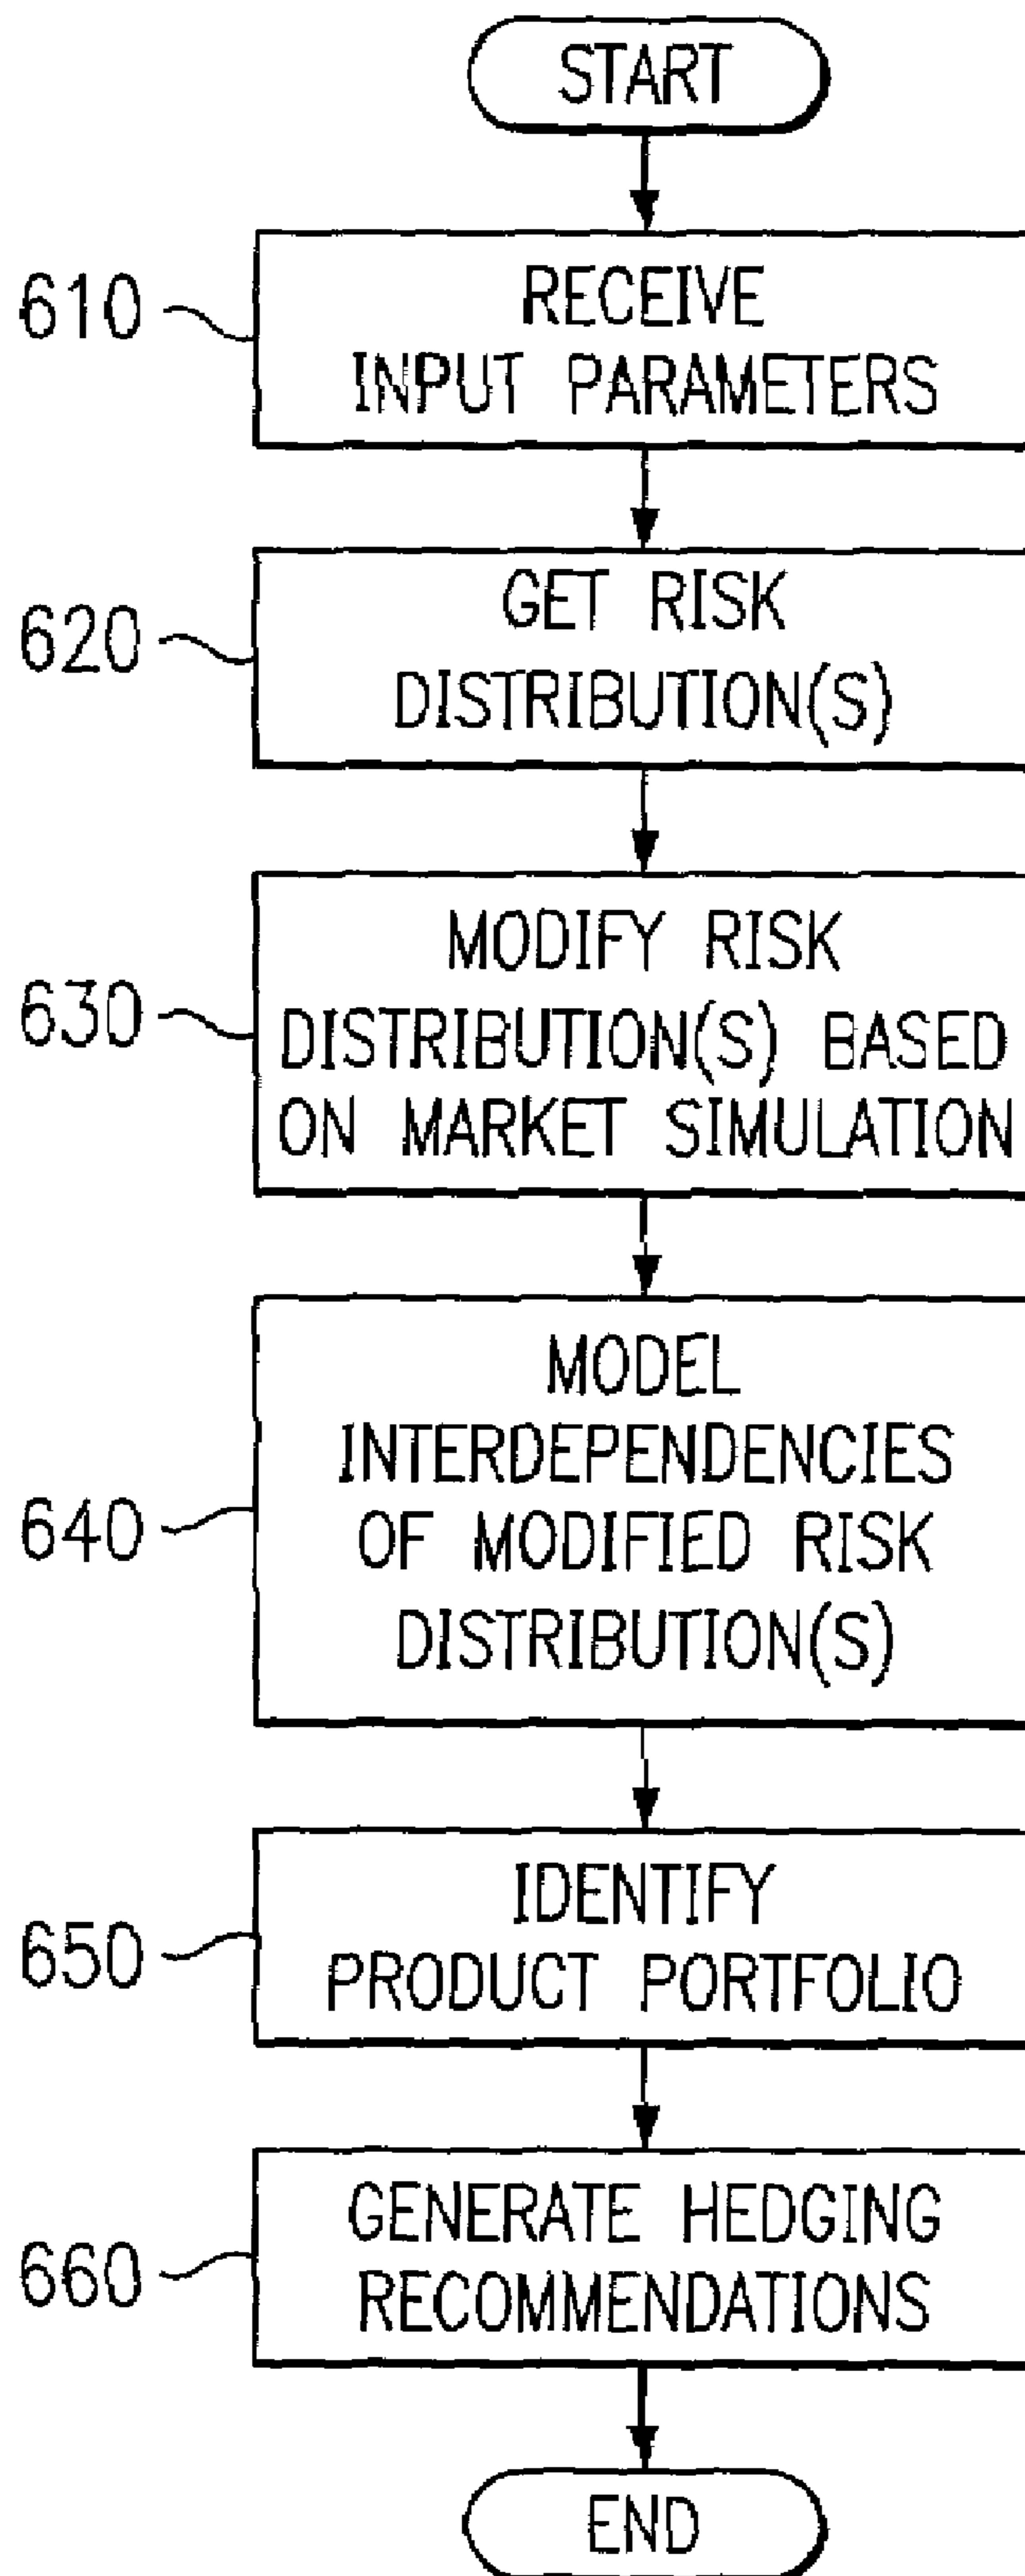 START
610
RECEIVE
INPUT PARAMETERS
620
GET RISK
DISTRIBUTION(S)
630
MODIFY RISK
DISTRIBUTION(S) BASED
ON MARKET SIMULATION
640
MODEL
INTERDEPENDENCIES
OF MODIFIED RISK
DISTRIBUTION(S)
650
IDENTIFY
PRODUCT PORTFOLIO
660
GENERATE HEDGING
RECOMMENDATIONS
END